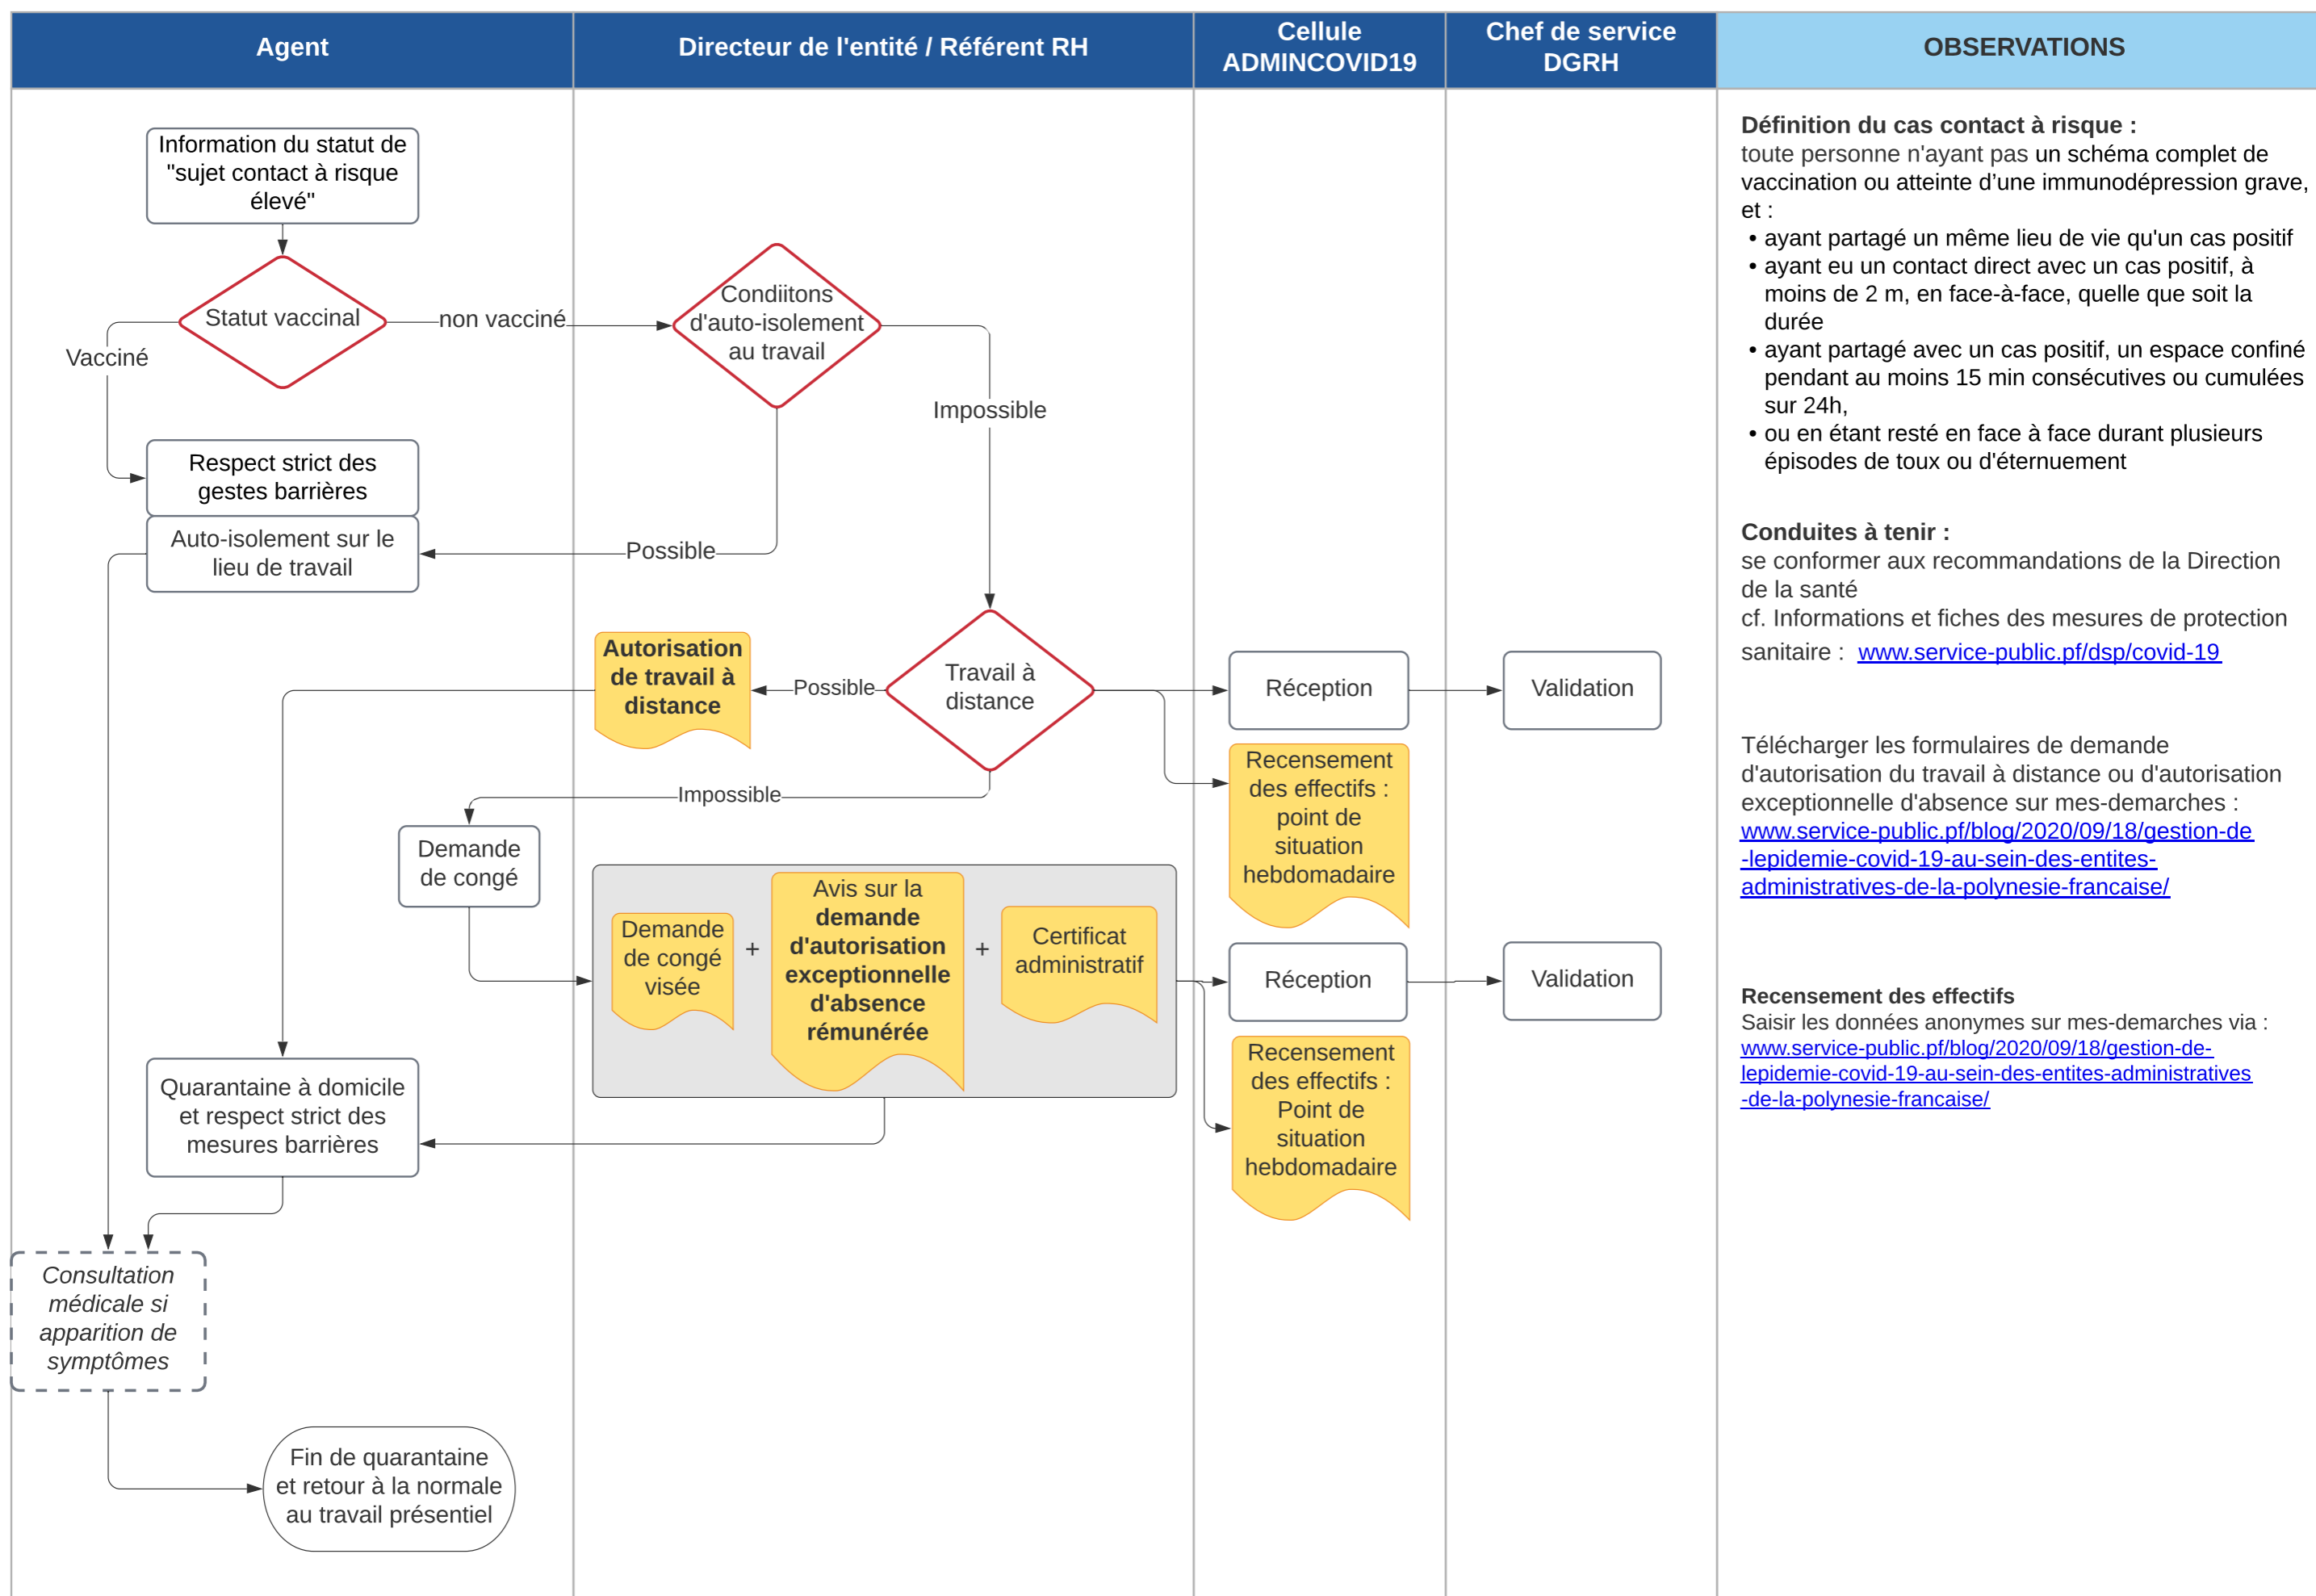 Agent
Directeur de l'entité / Référent RH
Cellule
ADMINCOVID19
Chef de service
DGRH
OBSERVATIONS
Information du statut de
"sujet contact à risque
élevé"
Statut vaccinal
non vacciné
Vacciné
Condiitons
d'auto-isolement
au travail
Impossible
Respect strict des
gestes barrières
Auto-isolement sur le
lieu de travail
Possible
Autorisation
de travail à
distance
Possible
Travail à
distance
Réception
Validation
Recensement
des effectifs :
point de
situation
hebdomadaire
Impossible
Demande
de congé
Demande
de congé
visée
+
Avis sur la
demande
d'autorisation
exceptionnelle
d'absence
rémunérée
+
Certificat
administratif
Réception
Validation
Recensement
des effectifs :
Point de
situation
hebdomadaire
Quarantaine à domicile
et respect strict des
mesures barrières
Consultation
médicale si
apparition de
symptômes
Fin de quarantaine
et retour à la normale
au travail présentiel
Définition du cas contact à risque :
toute personne n'ayant pas un schéma complet de
vaccination ou atteinte d’une immunodépression grave,
et :
• ayant partagé un même lieu de vie qu'un cas positif
• ayant eu un contact direct avec un cas positif, à
moins de 2 m, en face-à-face, quelle que soit la
durée
• ayant partagé avec un cas positif, un espace confiné
pendant au moins 15 min consécutives ou cumulées
sur 24h,
• ou en étant resté en face à face durant plusieurs
épisodes de toux ou d'éternuement
Conduites à tenir :
se conformer aux recommandations de la Direction
de la santé
cf. Informations et fiches des mesures de protection
sanitaire : www.service-public.pf/dsp/covid-19
Télécharger les formulaires de demande
d'autorisation du travail à distance ou d'autorisation
exceptionnelle d'absence sur mes-demarches :
www.service-public.pf/blog/2020/09/18/gestion-de
-lepidemie-covid-19-au-sein-des-entites-
administratives-de-la-polynesie-francaise/
Recensement des effectifs
Saisir les données anonymes sur mes-demarches via :
www.service-public.pf/blog/2020/09/18/gestion-de-
lepidemie-covid-19-au-sein-des-entites-administratives
-de-la-polynesie-francaise/